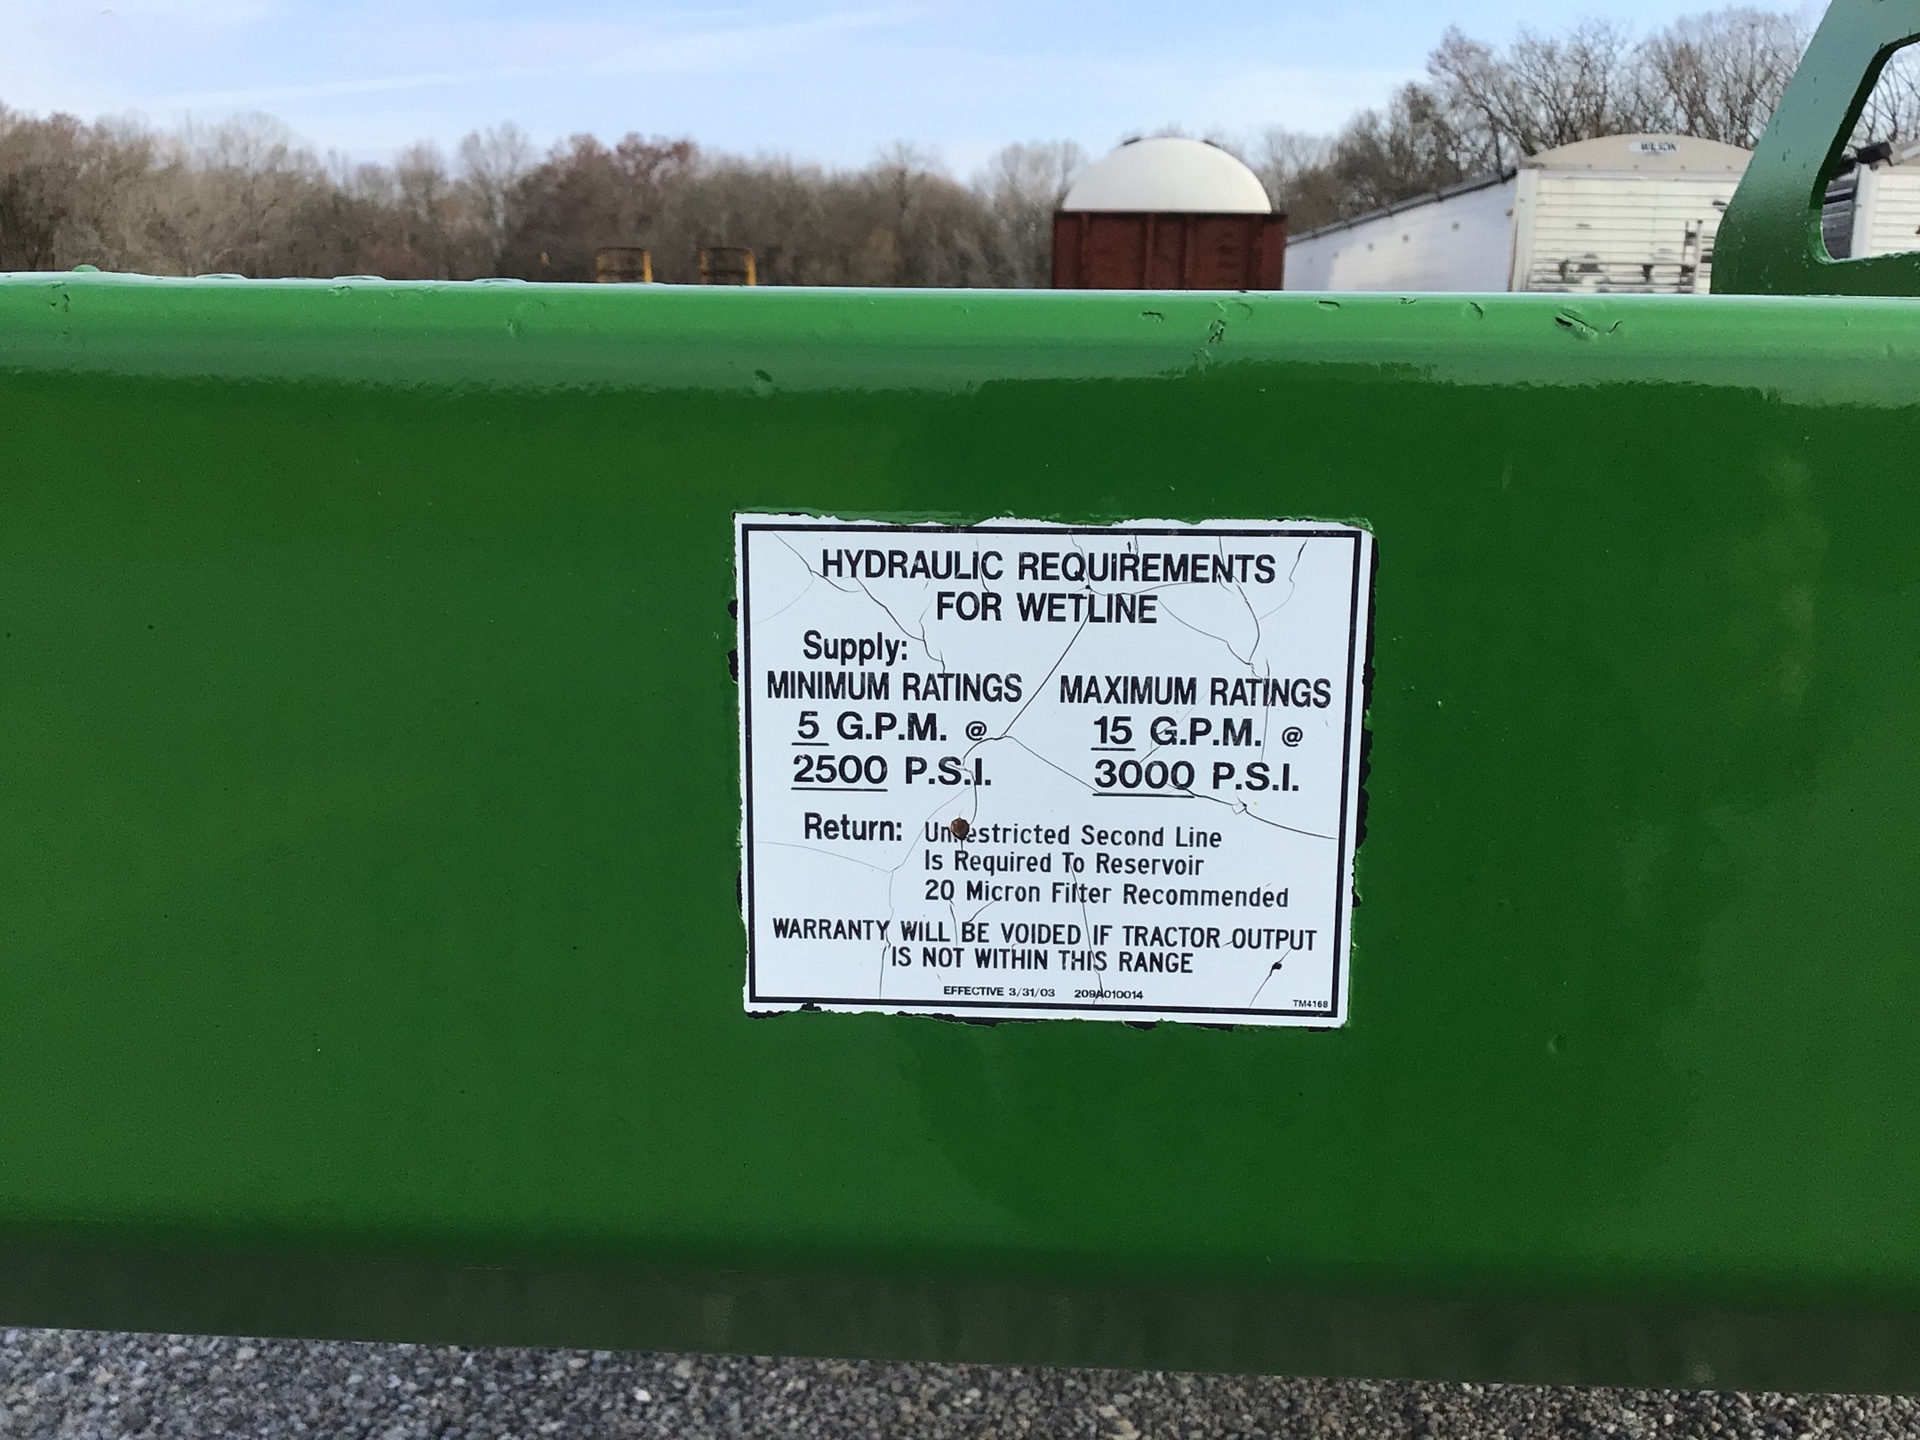 WILSON
HYDRAULIC REQUIREMENTS
FOR WETLINE
Supply:
MINIMUM RATINGS MAXIMUM RATINGS
5 G.P.M. @ 15 G.P.M. @
2500 P.S.I. 3000 P.S.I.
Return: Unrestricted Second Line
Is Required To Reservoir
20 Micron Filter Recommended
WARRANTY WILL BE VOIDED IF TRACTOR OUTPUT
IS NOT WITHIN THIS RANGE
EFFECTIVE 3/31/03 209A010014
TM4168